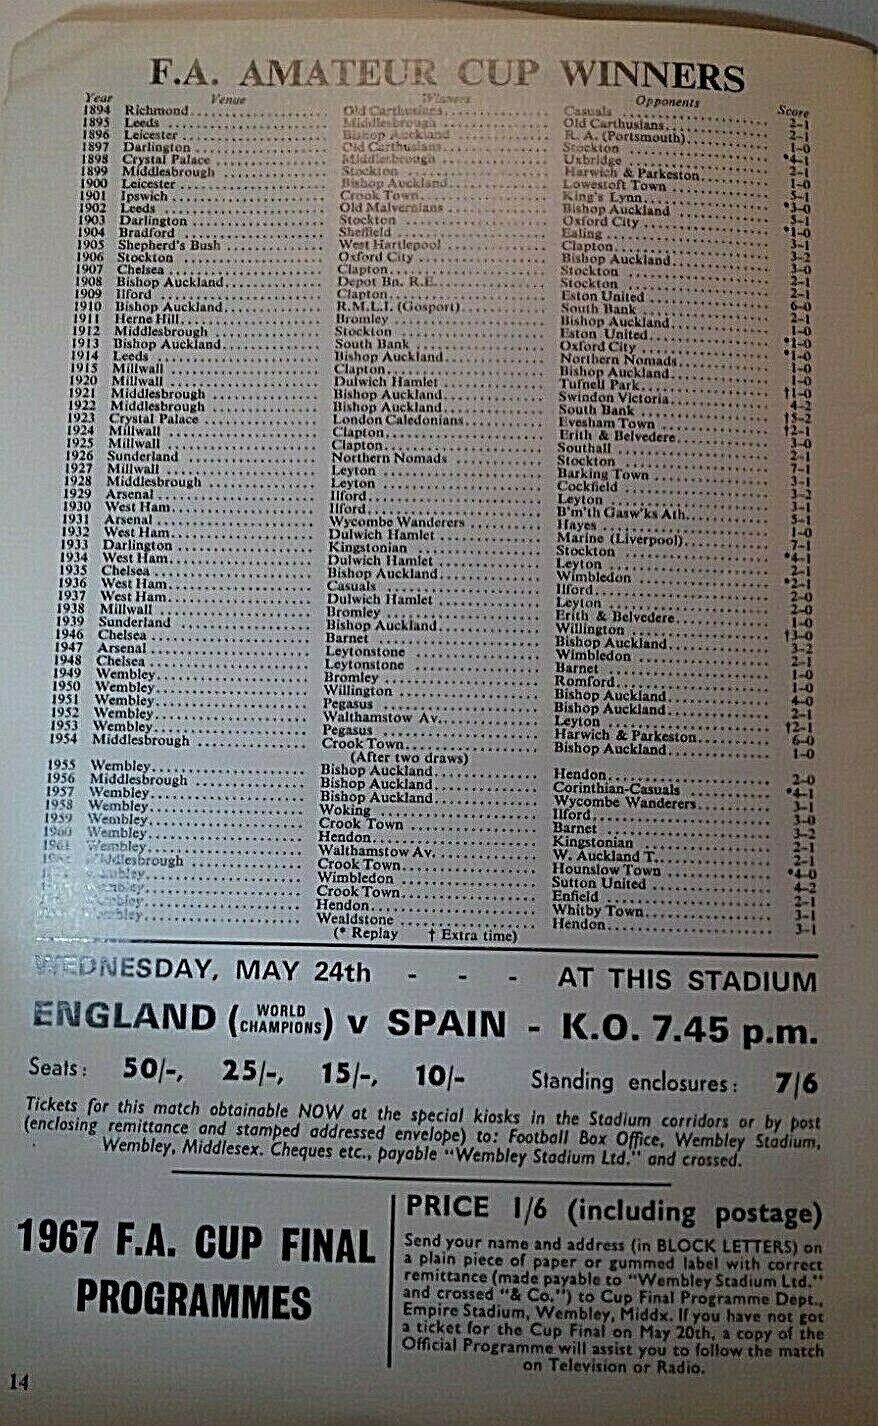 F.A. AMATEUR CUP WINNERS
Year Venue Winners Opponents Score
1894 Richmond Old Carthusians Casuals 2-1
1895 Leeds Middlesbrough Old Carthusians 2-1
1896 Leicester Bishop Auckland R. A. (Portsmouth) 1-0
1897 Darlington Old Carthusians Stockton *4-1
1898 Crystal Palace Middlesbrough Uxbridge 2-1
1899 Middlesbrough Stockton Harwich & Parkeston 1-0
1900 Leicester Bishop Auckland Lowestoft Town 5-1
1901 Ipswich Crook Town King's Lynn *3-0
1902 Leeds Old Malvernians Bishop Auckland 5-1
1903 Darlington Stockton Oxford City *1-0
1904 Bradford Sheffield Ealing 3-1
1905 Shepherd's Bush West Hartlepool Clapton 3-2
1906 Stockton Oxford City Bishop Auckland 3-0
1907 Chelsea Clapton Stockton 2-1
1908 Bishop Auckland Depot Bn. R.E. Stockton 2-1
1909 Ilford Clapton Eston United 6-0
1910 Bishop Auckland R.M.L.I. (Gosport) South Bank 2-1
1911 Herne Hill Bromley Bishop Auckland 1-0
1912 Middlesbrough Stockton Eston United *1-0
1913 Bishop Auckland South Bank Oxford City *1-0
1914 Leeds Bishop Auckland Northern Nomads 1-0
1915 Millwall Clapton Bishop Auckland 1-0
1920 Millwall Dulwich Hamlet Tufnell Park †1-0
1921 Middlesbrough Bishop Auckland Swindon Victoria 4-2
1922 Middlesbrough Bishop Auckland South Bank †5-2
1923 Crystal Palace London Caledonians Evesham Town †2-1
1924 Millwall Clapton Erith & Belvedere 3-0
1925 Millwall Clapton Southall 2-1
1926 Sunderland Northern Nomads Stockton 7-1
1927 Millwall Leyton Barking Town 3-1
1928 Middlesbrough Leyton Cockfield 3-2
1929 Arsenal Ilford Leyton 3-1
1930 West Ham Ilford B'm'th Gasw'ks Ath. 5-1
1931 Arsenal Wycombe Wanderers Hayes 1-0
1932 West Ham Dulwich Hamlet Marine (Liverpool) 7-1
1933 Darlington Kingstonian Stockton *4-1
1934 West Ham Dulwich Hamlet Leyton 2-1
1935 Chelsea Bishop Auckland Wimbledon *2-1
1936 West Ham Casuals Ilford 2-0
1937 West Ham Dulwich Hamlet Leyton 2-0
1938 Millwall Bromley Erith & Belvedere 1-0
1939 Sunderland Bishop Auckland Willington †3-0
1946 Chelsea Barnet Bishop Auckland 3-2
1947 Arsenal Leytonstone Wimbledon 2-1
1948 Chelsea Leytonstone Barnet 1-0
1949 Wembley Bromley Romford 1-0
1950 Wembley Willington Bishop Auckland 4-0
1951 Wembley Pegasus Bishop Auckland 2-1
1952 Wembley Walthamstow Av. Leyton †2-1
1953 Wembley Pegasus Harwich & Parkeston 6-0
1954 Middlesbrough Crook Town Bishop Auckland 1-0
(After two draws)
1955 Wembley Bishop Auckland Hendon 2-0
1956 Middlesbrough Bishop Auckland Corinthian-Casuals *4-1
1957 Wembley Bishop Auckland Wycombe Wanderers 3-1
1958 Wembley Woking Ilford 3-0
1959 Wembley Crook Town Barnet 3-2
1960 Wembley Hendon Kingstonian 2-1
1961 Wembley Walthamstow Av. W. Auckland T. 2-1
Middlesbrough Crook Town Hounslow Town *4-0
Wembley Wimbledon Sutton United 4-2
Wembley Crook Town Enfield 2-1
Wembley Hendon Whitby Town 3-1
Wembley Wealdstone Hendon 3-1
(* Replay † Extra time)
WEDNESDAY, MAY 24th - - - AT THIS STADIUM
ENGLAND (WORLD CHAMPIONS) v SPAIN - K.O. 7.45 p.m.
Seats: 50/-, 25/-, 15/-, 10/- Standing enclosures: 7/6
Tickets for this match obtainable NOW at the special kiosks in the Stadium corridors or by post
(enclosing remittance and stamped addressed envelope) to: Football Box Office, Wembley Stadium,
Wembley, Middlesex. Cheques etc., payable "Wembley Stadium Ltd." and crossed.
1967 F.A. CUP FINAL
PROGRAMMES
PRICE 1/6 (including postage)
Send your name and address (in BLOCK LETTERS) on
a plain piece of paper or gummed label with correct
remittance (made payable to "Wembley Stadium Ltd."
and crossed "& Co.") to Cup Final Programme Dept.,
Empire Stadium, Wembley, Middx. If you have not got
a ticket for the Cup Final on May 20th, a copy of the
Official Programme will assist you to follow the match
on Television or Radio.
14